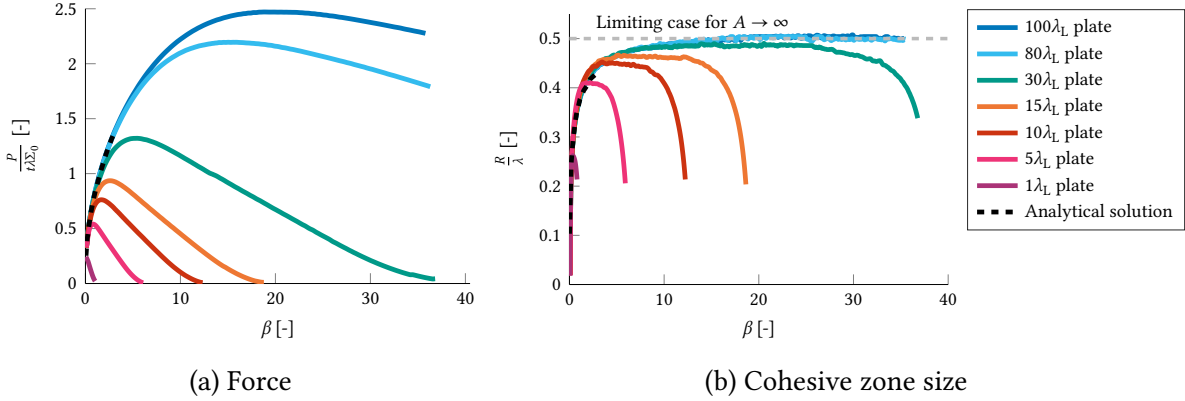 2.5
2
1.5
1
0.5
0
P
tλΣ₀
[-]
0
10
20
30
40
β [-]
(a) Force
Limiting case for A → ∞
0.5
0.4
0.3
0.2
0.1
0
R
λ
[-]
0
10
20
30
40
β [-]
(b) Cohesive zone size
100λL plate
80λL plate
30λL plate
15λL plate
10λL plate
5λL plate
1λL plate
Analytical solution